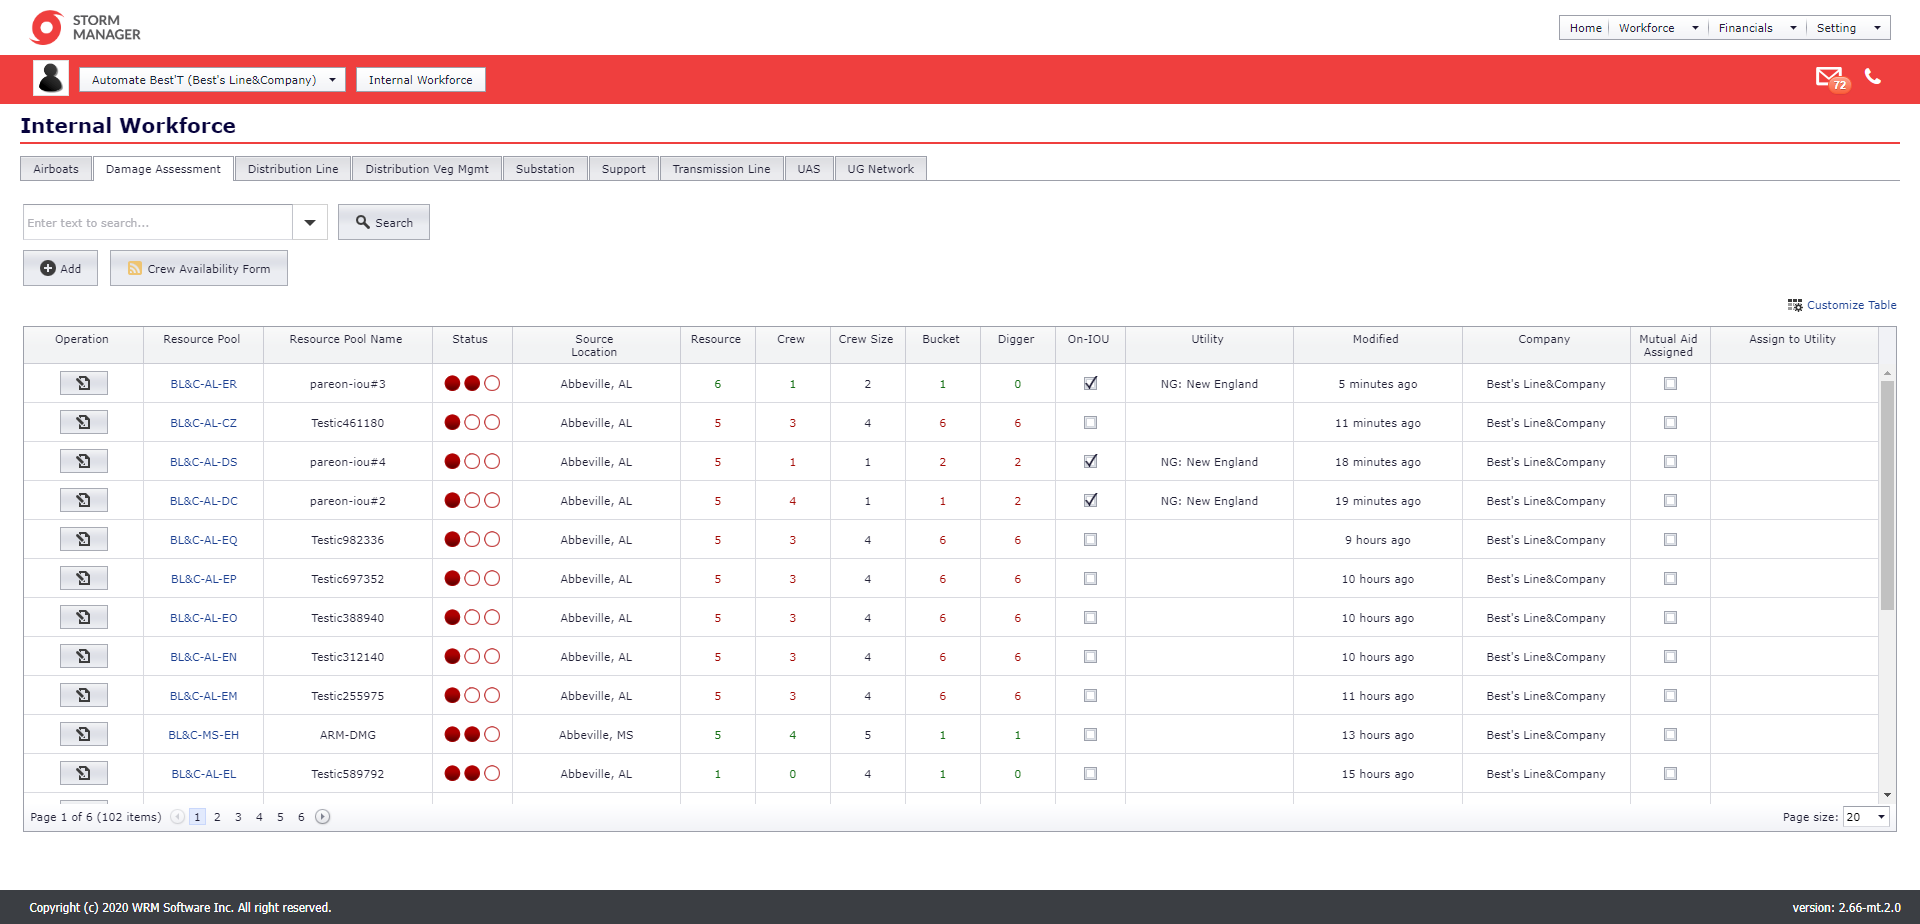 STORM
MANAGER
Home Workforce Financials Setting
Automate Best'T (Best's Line&Company) Internal Workforce 72
Internal Workforce
Airboats Damage Assessment Distribution Line Distribution Veg Mgmt Substation Support Transmission Line UAS UG Network
Enter text to search... Search
Add Crew Availability Form
Customize Table
Operation Resource Pool Resource Pool Name Status Source Location Resource Crew Crew Size Bucket Digger On-IOU Utility Modified Company Mutual Aid Assigned Assign to Utility
BL&C-AL-ER pareon-iou#3 Abbeville, AL 6 1 2 1 0 NG: New England 5 minutes ago Best's Line&Company
BL&C-AL-CZ Testic461180 Abbeville, AL 5 3 4 6 6 11 minutes ago Best's Line&Company
BL&C-AL-DS pareon-iou#4 Abbeville, AL 5 1 1 2 2 NG: New England 18 minutes ago Best's Line&Company
BL&C-AL-DC pareon-iou#2 Abbeville, AL 5 4 1 1 2 NG: New England 19 minutes ago Best's Line&Company
BL&C-AL-EQ Testic982336 Abbeville, AL 5 3 4 6 6 9 hours ago Best's Line&Company
BL&C-AL-EP Testic697352 Abbeville, AL 5 3 4 6 6 10 hours ago Best's Line&Company
BL&C-AL-EO Testic388940 Abbeville, AL 5 3 4 6 6 10 hours ago Best's Line&Company
BL&C-AL-EN Testic312140 Abbeville, AL 5 3 4 6 6 10 hours ago Best's Line&Company
BL&C-AL-EM Testic255975 Abbeville, AL 5 3 4 6 6 11 hours ago Best's Line&Company
BL&C-MS-EH ARM-DMG Abbeville, MS 5 4 5 1 1 13 hours ago Best's Line&Company
BL&C-AL-EL Testic589792 Abbeville, AL 1 0 4 1 0 15 hours ago Best's Line&Company
Page 1 of 6 (102 items) 1 2 3 4 5 6 Page size: 20
Copyright (c) 2020 WRM Software Inc. All right reserved. version: 2.66-mt.2.0